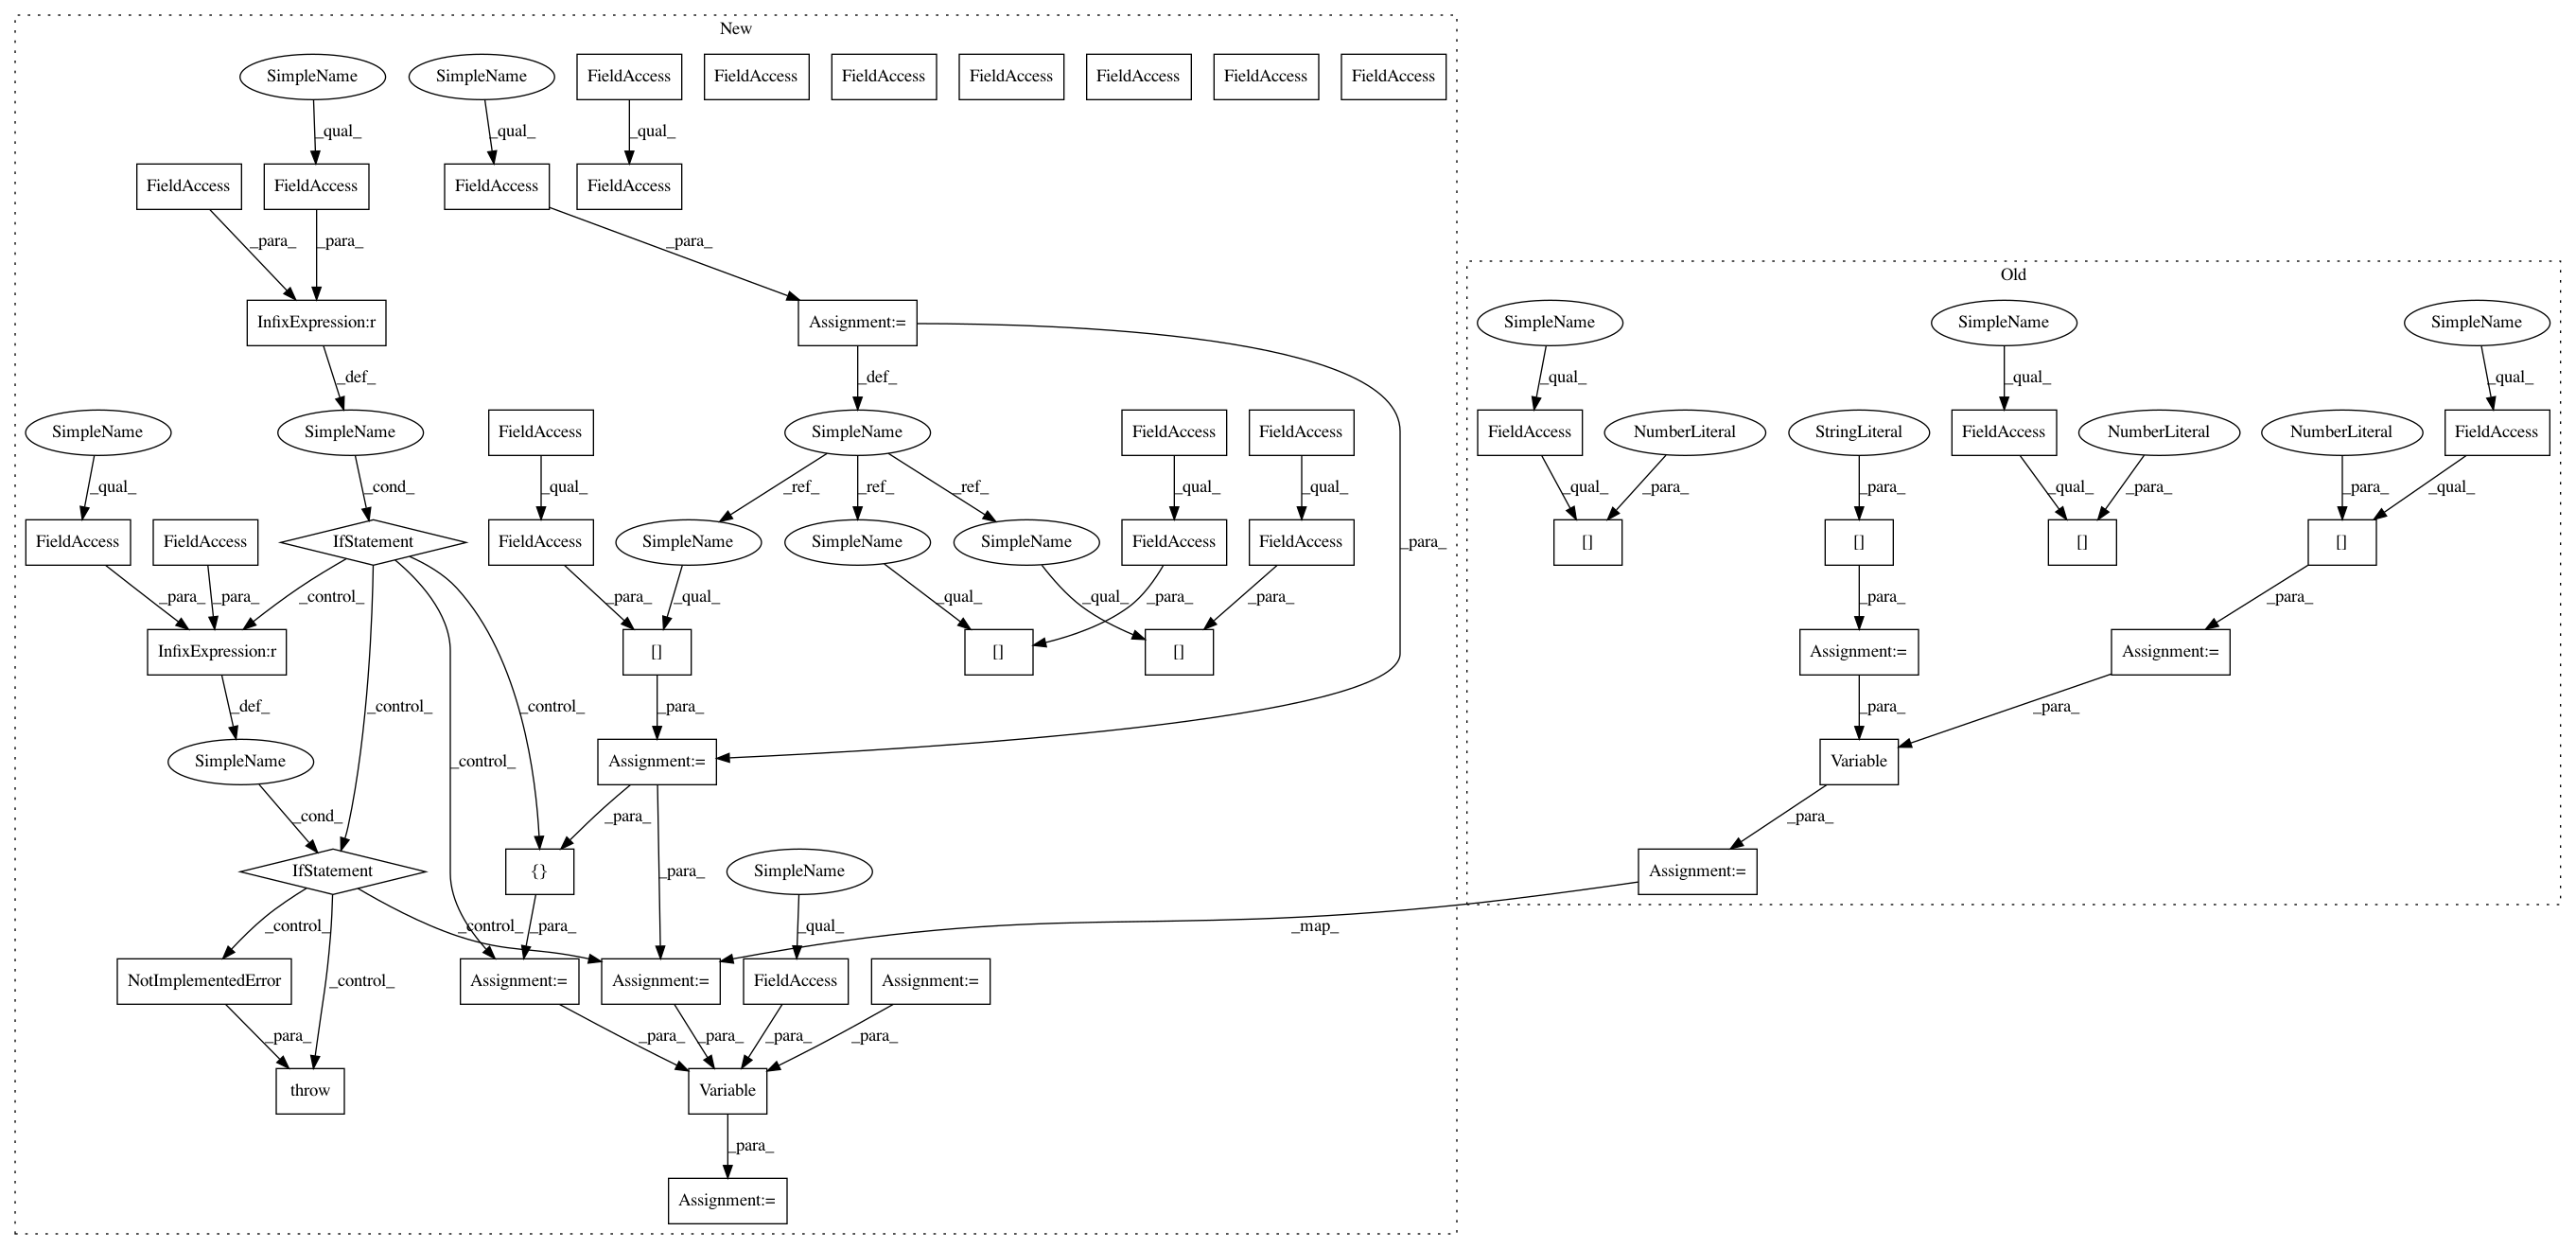 New
SimpleName
SimpleName
FieldAccess
FieldAccess
FieldAccess
FieldAccess
FieldAccess
FieldAccess
FieldAccess
_qual_
_qual_
_qual_
FieldAccess
FieldAccess
FieldAccess
FieldAccess
_para_
_para_
_para_
Old
InfixExpression:r
Assignment:=
SimpleName
SimpleName
SimpleName
_def_
_def_
_qual_
_qual_
_qual_
SimpleName
SimpleName
FieldAccess
SimpleName
FieldAccess
FieldAccess
FieldAccess
NumberLiteral
StringLiteral
FieldAccess
NumberLiteral
NumberLiteral
FieldAccess
_qual_
_cond_
_qual_
_ref_
_ref_
_ref_
_qual_
_qual_
_qual_
_para_
_para_
_qual_
_para_
_para_
_qual_
FieldAccess
FieldAccess
IfStatement
FieldAccess
SimpleName
SimpleName
SimpleName
FieldAccess
FieldAccess
_para_
[]
[]
[]
[]
_para_
_para_
_control_
_para_
_qual_
_qual_
_qual_
_para_
_para_
_para_
_para_
InfixExpression:r
[]
[]
[]
Assignment:=
Assignment:=
_def_
_control_
_control_
_para_
_para_
_para_
SimpleName
_control_
Assignment:=
Variable
_cond_
_para_
_para_
IfStatement
{}
_para_
SimpleName
Assignment:=
_control_
_control_
_para_
_qual_
_map_
NotImplementedError
_control_
Assignment:=
Assignment:=
FieldAccess
Assignment:=
_para_
_para_
_para_
_para_
_para_
throw
Variable
_para_
Assignment:=